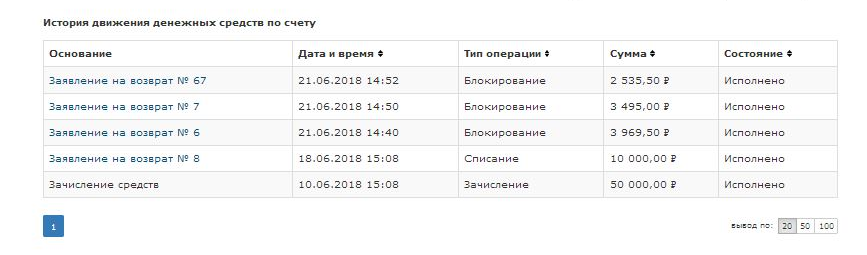 История движения денежных средств по счету
Основание Дата и время Тип операции Сумма Состояние
Заявление на возврат № 67 21.06.2018 14:52 Блокирование 2 535,50 ₽ Исполнено
Заявление на возврат № 7 21.06.2018 14:50 Блокирование 3 495,00 ₽ Исполнено
Заявление на возврат № 6 21.06.2018 14:40 Блокирование 3 969,50 ₽ Исполнено
Заявление на возврат № 8 18.06.2018 15:08 Списание 10 000,00 ₽ Исполнено
Зачисление средств 10.06.2018 15:08 Зачисление 50 000,00 ₽ Исполнено
1 вывод по: 20 50 100